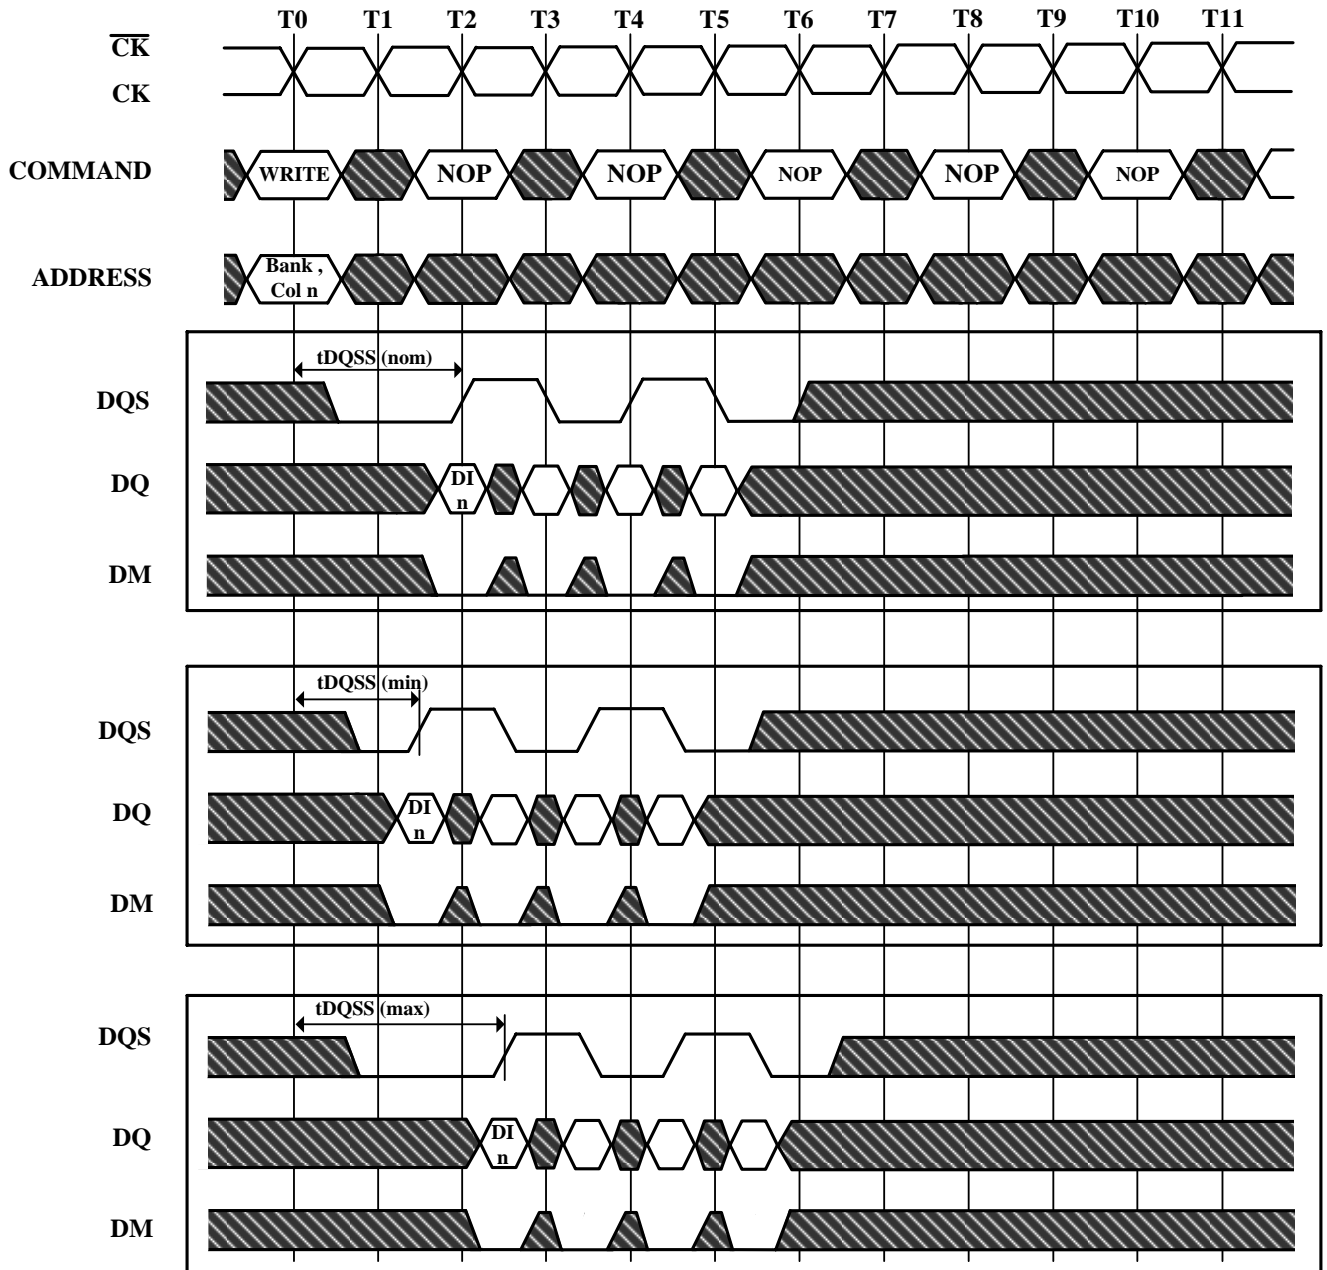 T0 T1 T2 T3 T4 T5 T6 T7 T8 T9 T10 T11
CK
CK
COMMAND WRITE NOP NOP NOP NOP NOP
ADDRESS Bank ,
Col n
tDQSS (nom)
DQS
DQ DI
n
DM
tDQSS (min)
DQS
DQ DI
n
DM
tDQSS (max)
DQS
DQ DI
n
DM